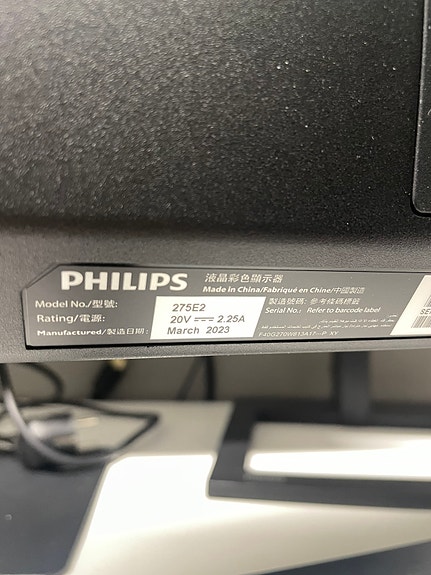 PHILIPS 液晶彩色顯示器
Made in China/Fabriqué en Chine/中國製造
Model No./型號: 275E2
製造號碼: 參考條碼標籤
Rating/電源: 20V ⎓ 2.25A
Serial No.: Refer to barcode label
Manufactured/製造日期: March 2023
SE